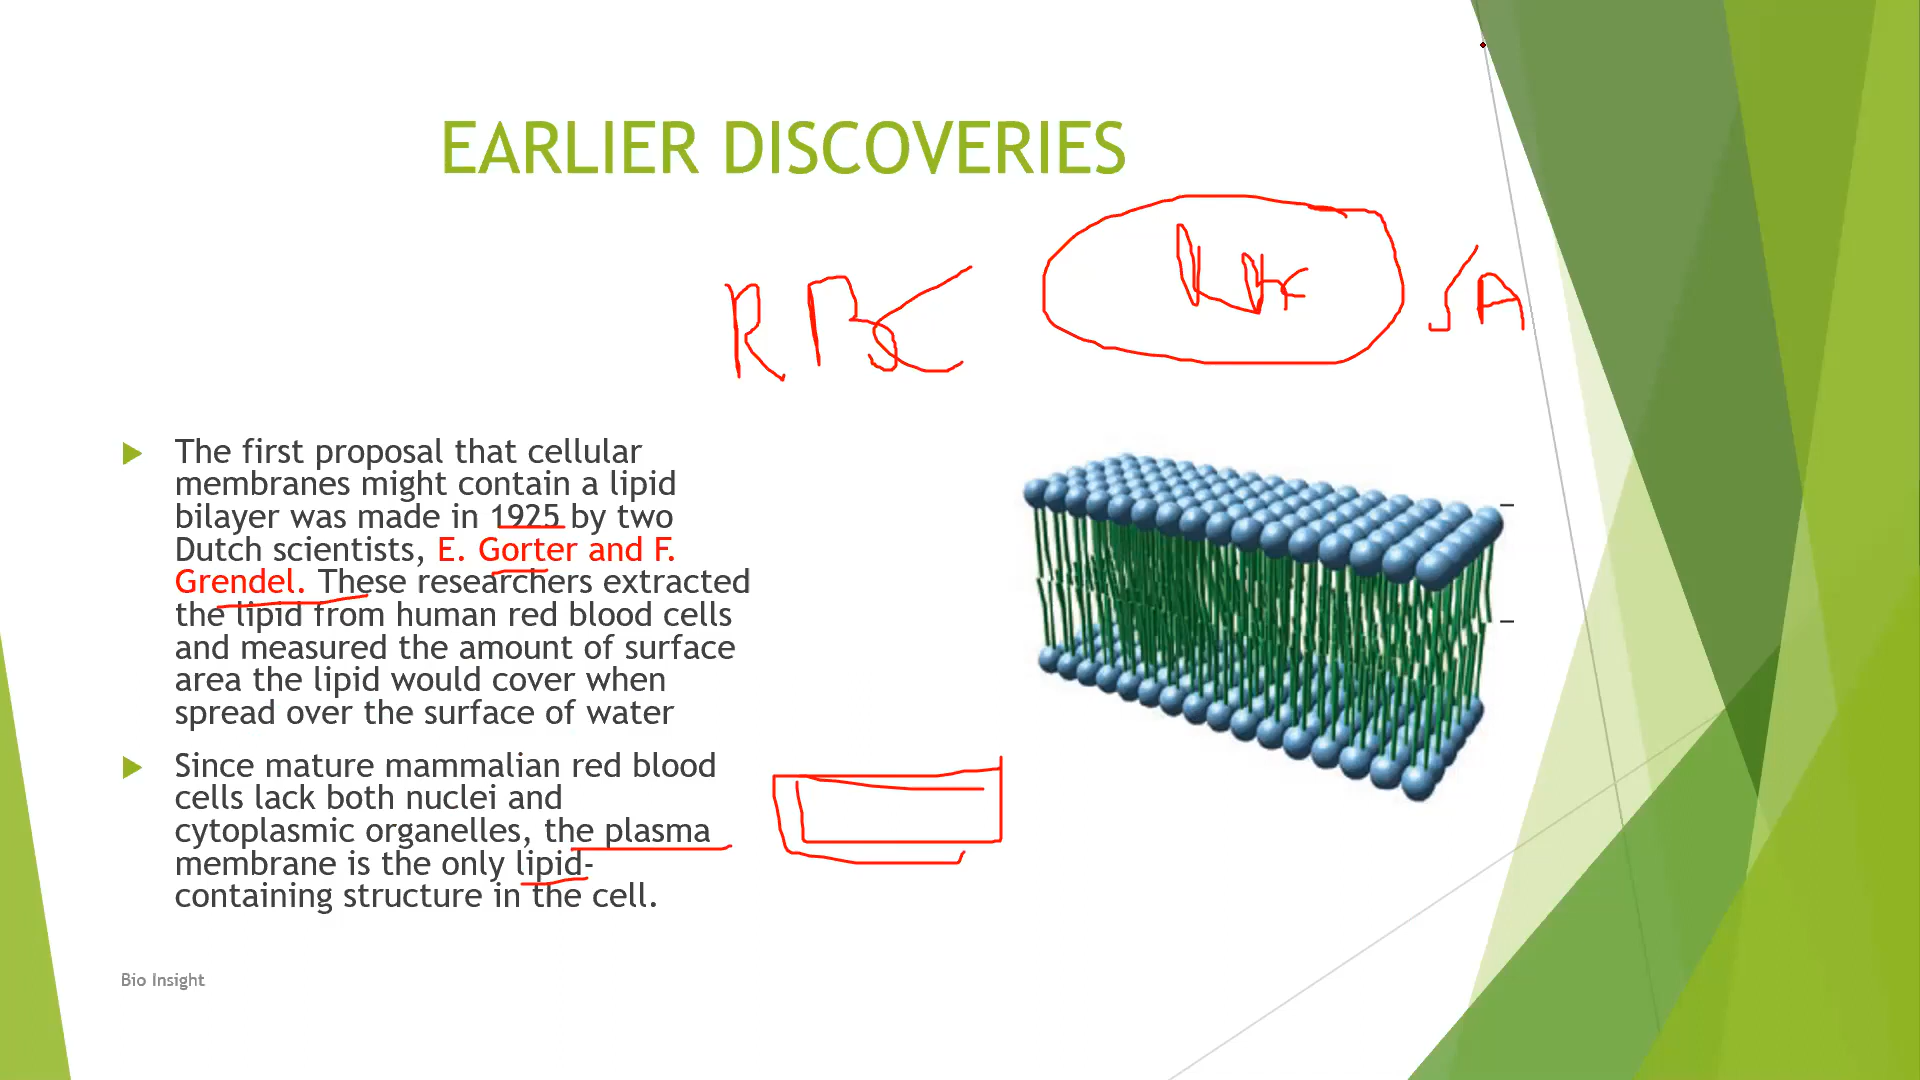 EARLIER DISCOVERIES
RBC
SA
The first proposal that cellular
membranes might contain a lipid
bilayer was made in 1925 by two
Dutch scientists, E. Gorter and F.
Grendel. These researchers extracted
the lipid from human red blood cells
and measured the amount of surface
area the lipid would cover when
spread over the surface of water
Since mature mammalian red blood
cells lack both nuclei and
cytoplasmic organelles, the plasma
membrane is the only lipid-
containing structure in the cell.
Bio Insight